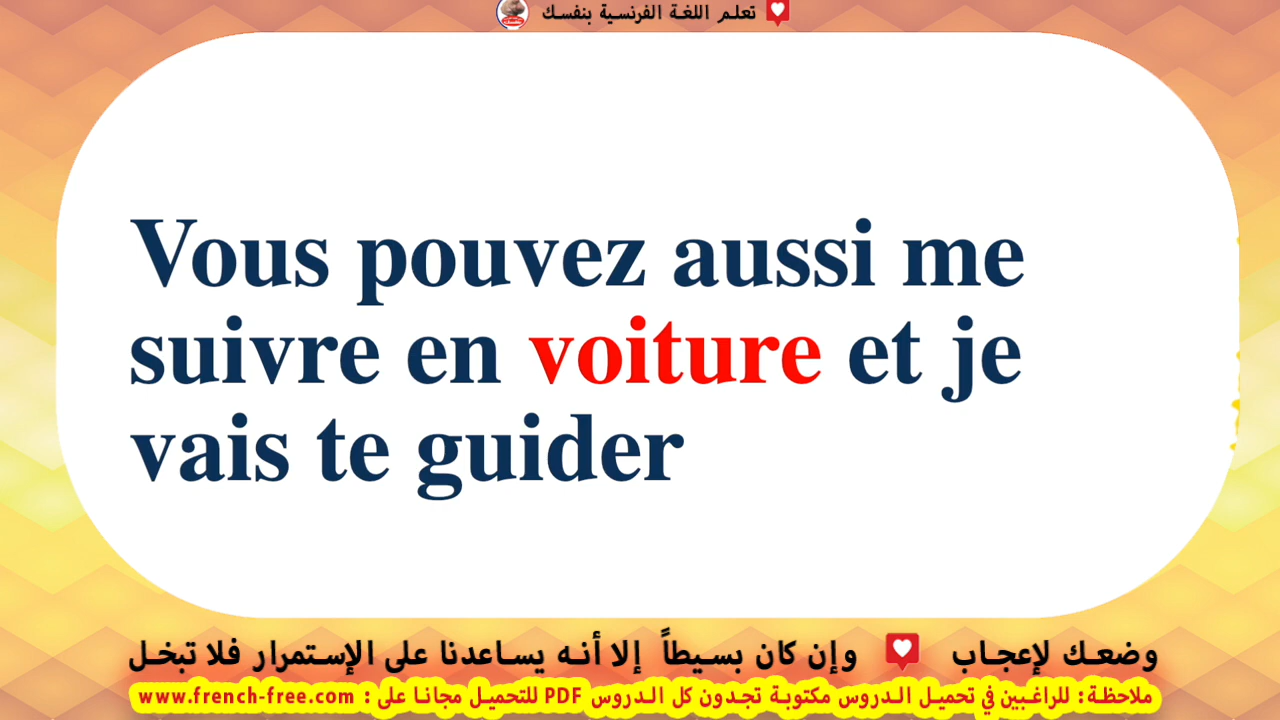 تعلم اللغة الفرنسية بنفسك
Vous pouvez aussi me
suivre en voiture et je
vais te guider
وضعك لإعجاب وإن كان بسيطاً إلا أنه يساعدنا على الإستمرار فلا تبخل
ملاحظة: للراغبين في تحميل الدروس مكتوبة تجدون كل الدروس PDF للتحميل مجانا على : www.french-free.com